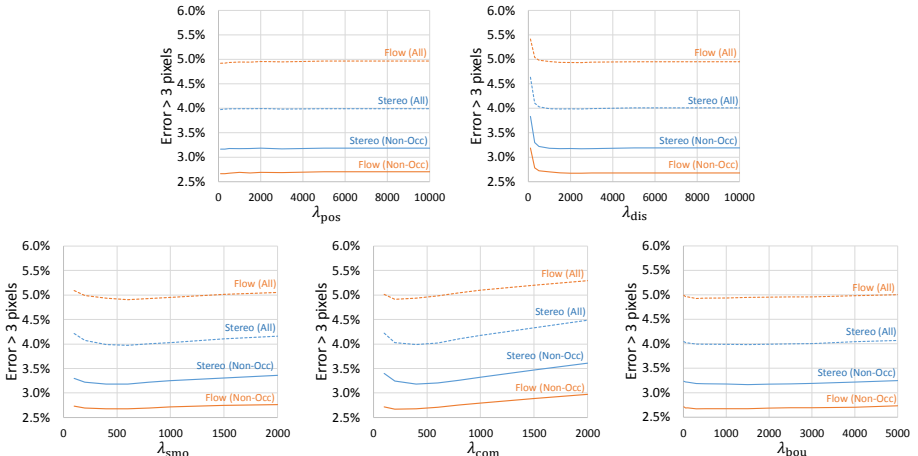 6.0%
5.5%
5.0%
4.5%
4.0%
3.5%
3.0%
2.5%
Error > 3 pixels
Flow (All)
Stereo (All)
Stereo (Non-Occ)
Flow (Non-Occ)
0 2000 4000 6000 8000 10000
λpos
6.0%
5.5%
5.0%
4.5%
4.0%
3.5%
3.0%
2.5%
Error > 3 pixels
Flow (All)
Stereo (All)
Stereo (Non-Occ)
Flow (Non-Occ)
0 2000 4000 6000 8000 10000
λdis
6.0%
5.5%
5.0%
4.5%
4.0%
3.5%
3.0%
2.5%
Error > 3 pixels
Flow (All)
Stereo (All)
Stereo (Non-Occ)
Flow (Non-Occ)
0 500 1000 1500 2000
λsmo
6.0%
5.5%
5.0%
4.5%
4.0%
3.5%
3.0%
2.5%
Error > 3 pixels
Flow (All)
Stereo (All)
Stereo (Non-Occ)
Flow (Non-Occ)
0 500 1000 1500 2000
λcom
6.0%
5.5%
5.0%
4.5%
4.0%
3.5%
3.0%
2.5%
Error > 3 pixels
Flow (All)
Stereo (All)
Stereo (Non-Occ)
Flow (Non-Occ)
0 1000 2000 3000 4000 5000
λbou